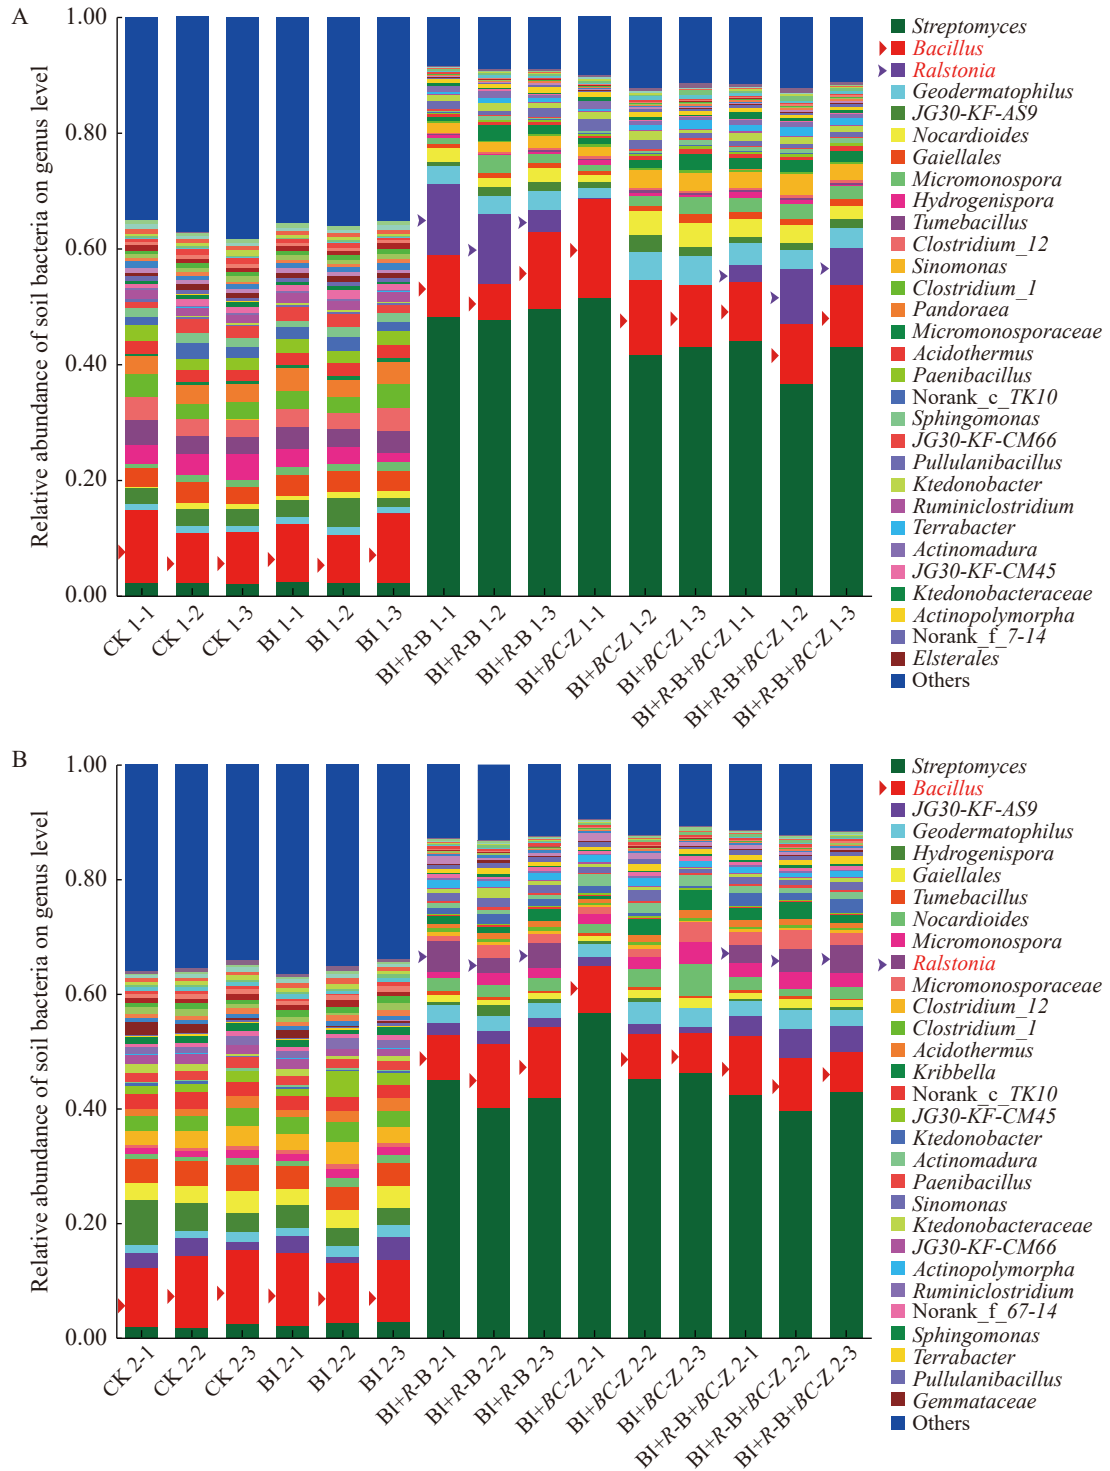 A
Relative abundance of soil bacteria on genus level
1.00
0.80
0.60
0.40
0.20
0.00
CK 1-1
CK 1-2
CK 1-3
BI 1-1
BI 1-2
BI 1-3
BI+R-B 1-1
BI+R-B 1-2
BI+R-B 1-3
BI+BC-Z 1-1
BI+BC-Z 1-2
BI+BC-Z 1-3
BI+R-B+BC-Z 1-1
BI+R-B+BC-Z 1-2
BI+R-B+BC-Z 1-3
Streptomyces
Bacillus
Ralstonia
Geodermatophilus
JG30-KF-AS9
Nocardioides
Gaiellales
Micromonospora
Hydrogenispora
Tumebacillus
Clostridium_12
Sinomonas
Clostridium_1
Pandoraea
Micromonosporaceae
Acidothermus
Paenibacillus
Norank_c_TK10
Sphingomonas
JG30-KF-CM66
Pullulanibacillus
Ktedonobacter
Ruminiclostridium
Terrabacter
Actinomadura
JG30-KF-CM45
Ktedonobacteraceae
Actinopolymorpha
Norank_f_7-14
Elsterales
Others
B
Relative abundance of soil bacteria on genus level
1.00
0.80
0.60
0.40
0.20
0.00
CK 2-1
CK 2-2
CK 2-3
BI 2-1
BI 2-2
BI 2-3
BI+R-B 2-1
BI+R-B 2-2
BI+R-B 2-3
BI+BC-Z 2-1
BI+BC-Z 2-2
BI+BC-Z 2-3
BI+R-B+BC-Z 2-1
BI+R-B+BC-Z 2-2
BI+R-B+BC-Z 2-3
Streptomyces
Bacillus
JG30-KF-AS9
Geodermatophilus
Hydrogenispora
Gaiellales
Tumebacillus
Nocardioides
Micromonospora
Ralstonia
Micromonosporaceae
Clostridium_12
Clostridium_1
Acidothermus
Kribbella
Norank_c_TK10
JG30-KF-CM45
Ktedonobacter
Actinomadura
Paenibacillus
Sinomonas
Ktedonobacteraceae
JG30-KF-CM66
Actinopolymorpha
Ruminiclostridium
Norank_f_67-14
Sphingomonas
Terrabacter
Pullulanibacillus
Gemmataceae
Others